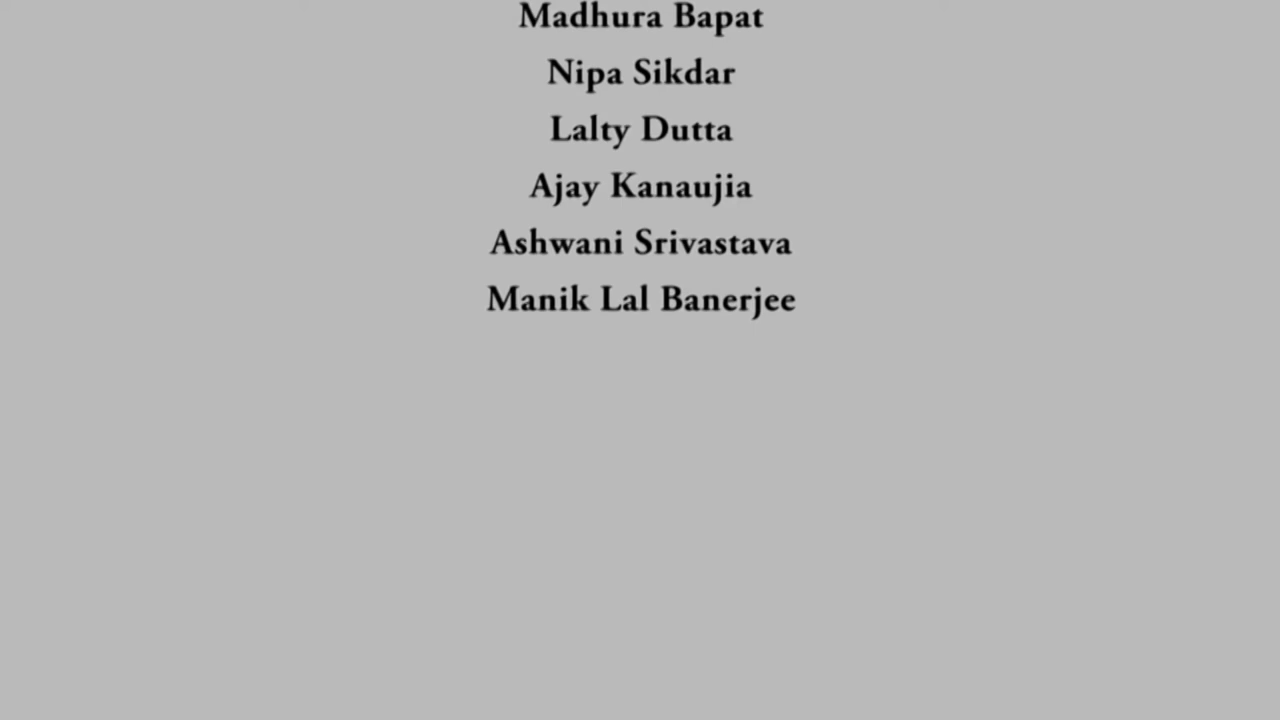 Madhura Bapat
Nipa Sikdar
Lalty Dutta
Ajay Kanaujia
Ashwani Srivastava
Manik Lal Banerjee